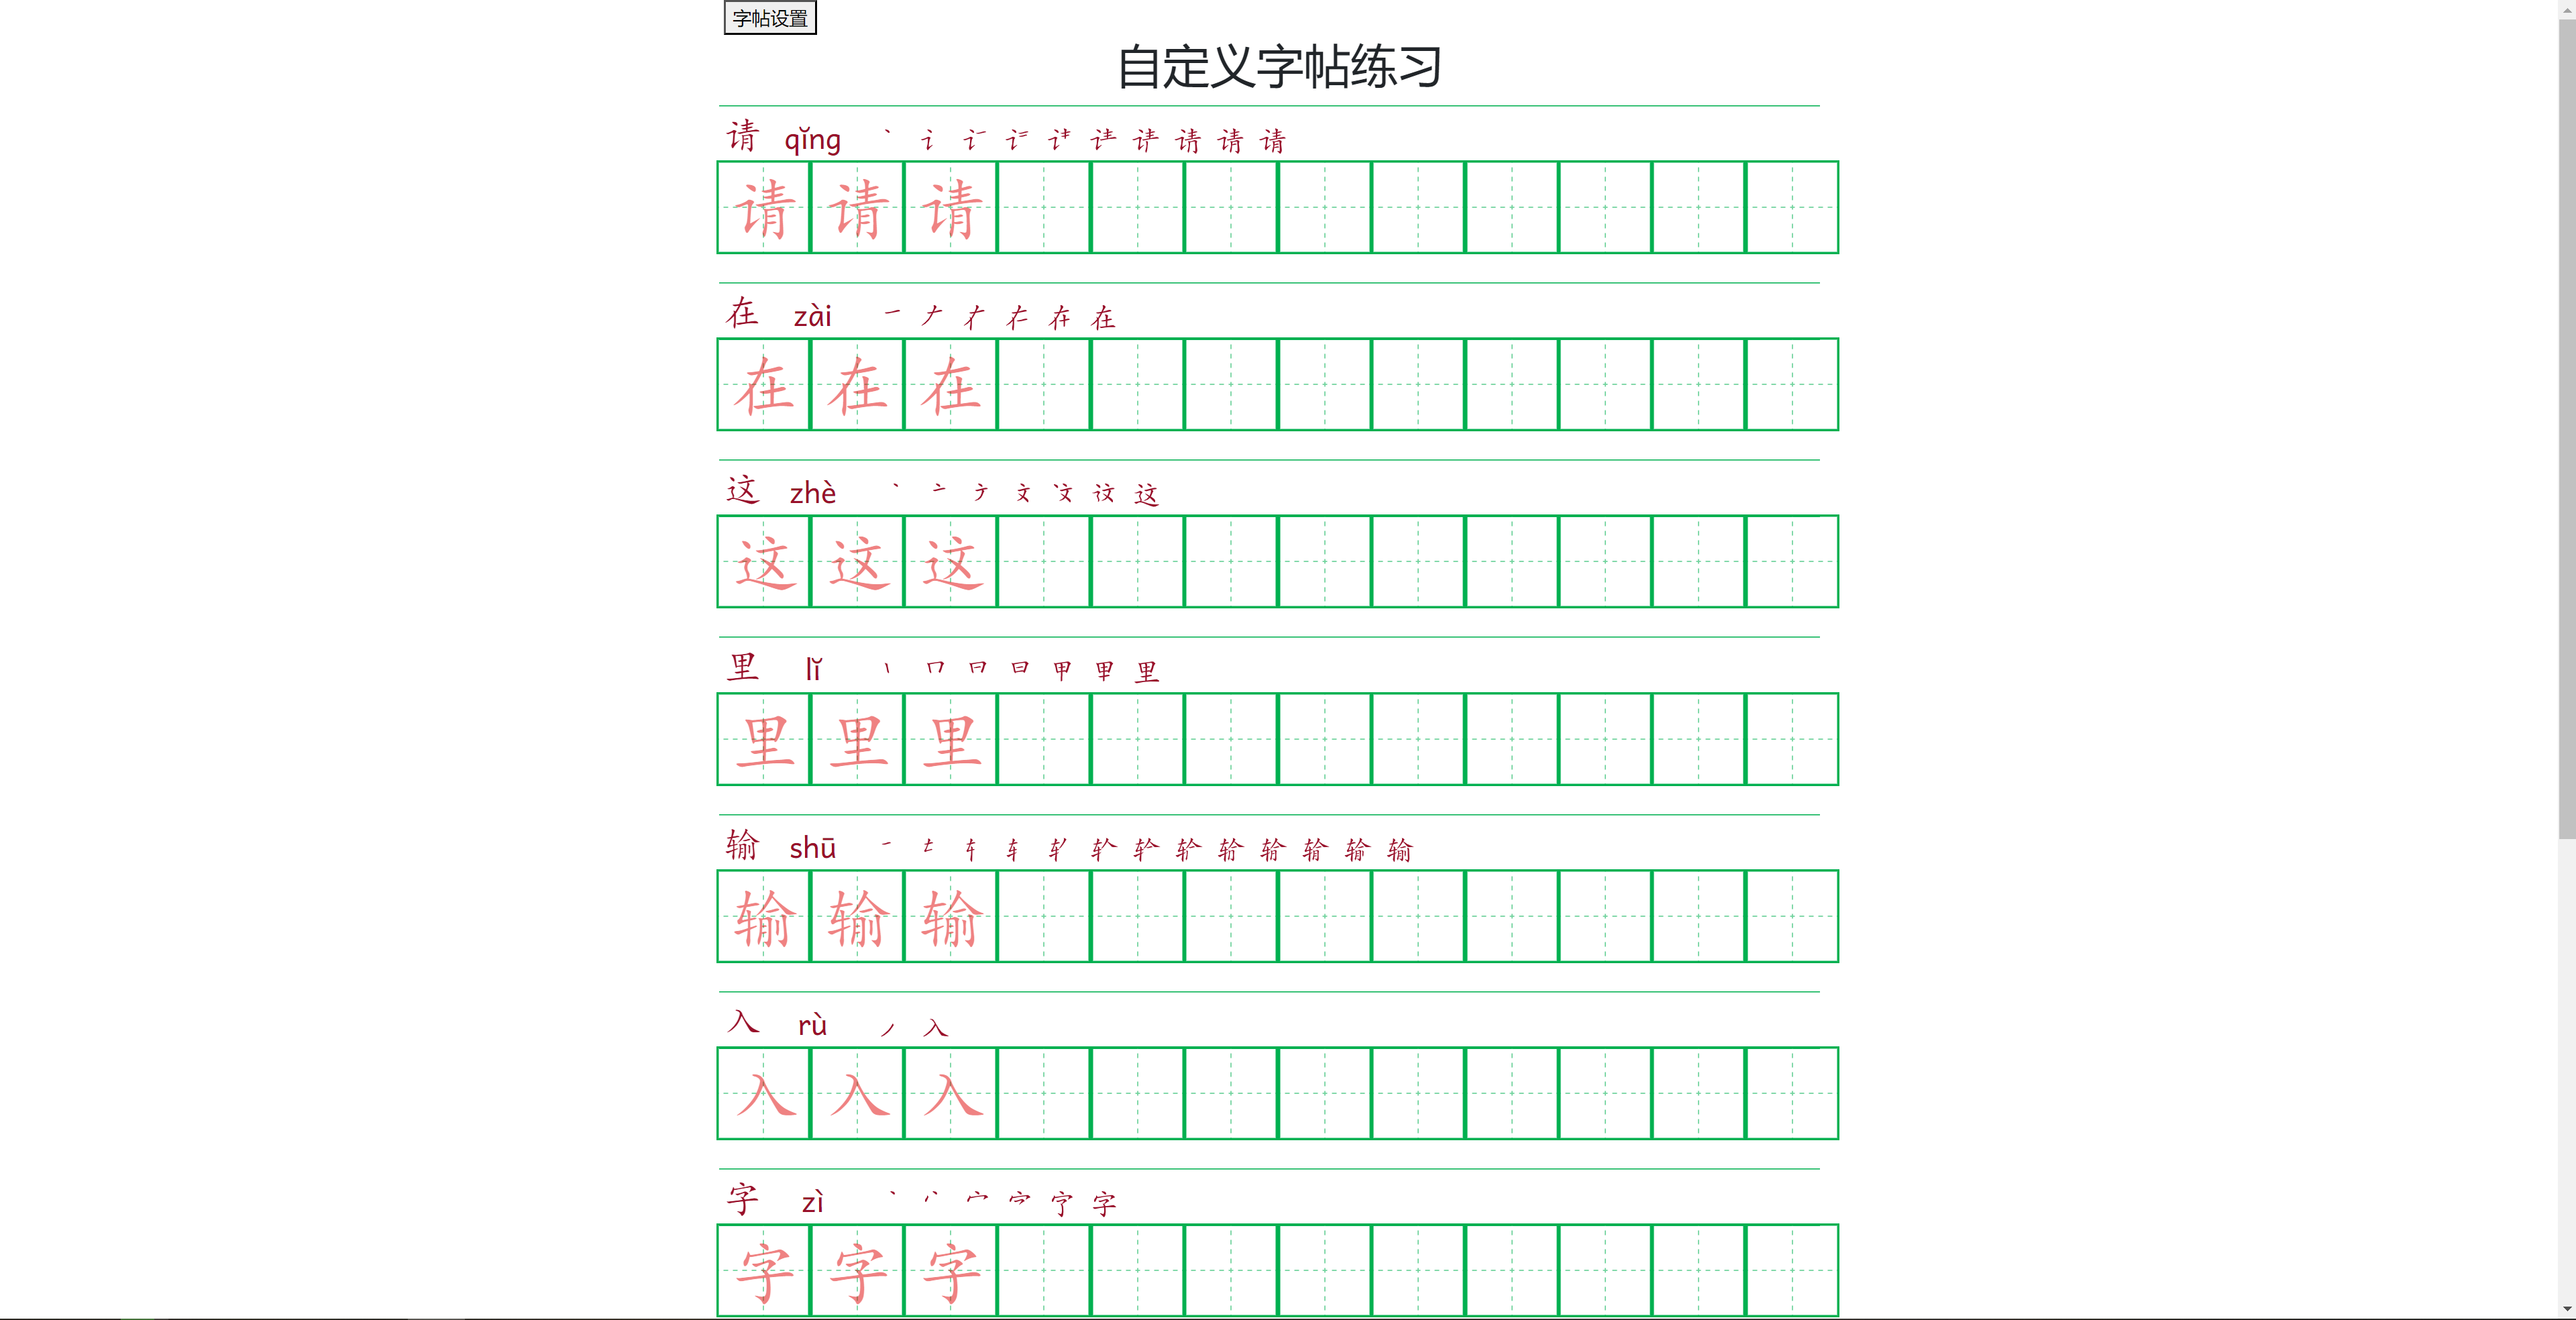 字帖设置
自定义字帖练习
请 qĭng
请 请 请
在 zài
在 在 在
这 zhè
这 这 这
里 lĭ
里 里 里
输 shū
输 输 输
入 rù
入 入 入
字 zì
字 字 字